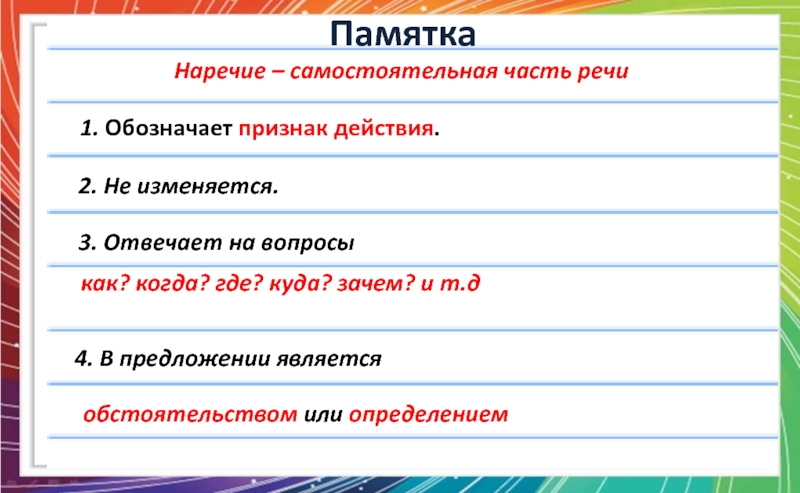 Памятка
Наречие – самостоятельная часть речи
1. Обозначает признак действия.
2. Не изменяется.
3. Отвечает на вопросы
как? когда? где? куда? зачем? и т.д
4. В предложении является
обстоятельством или определением